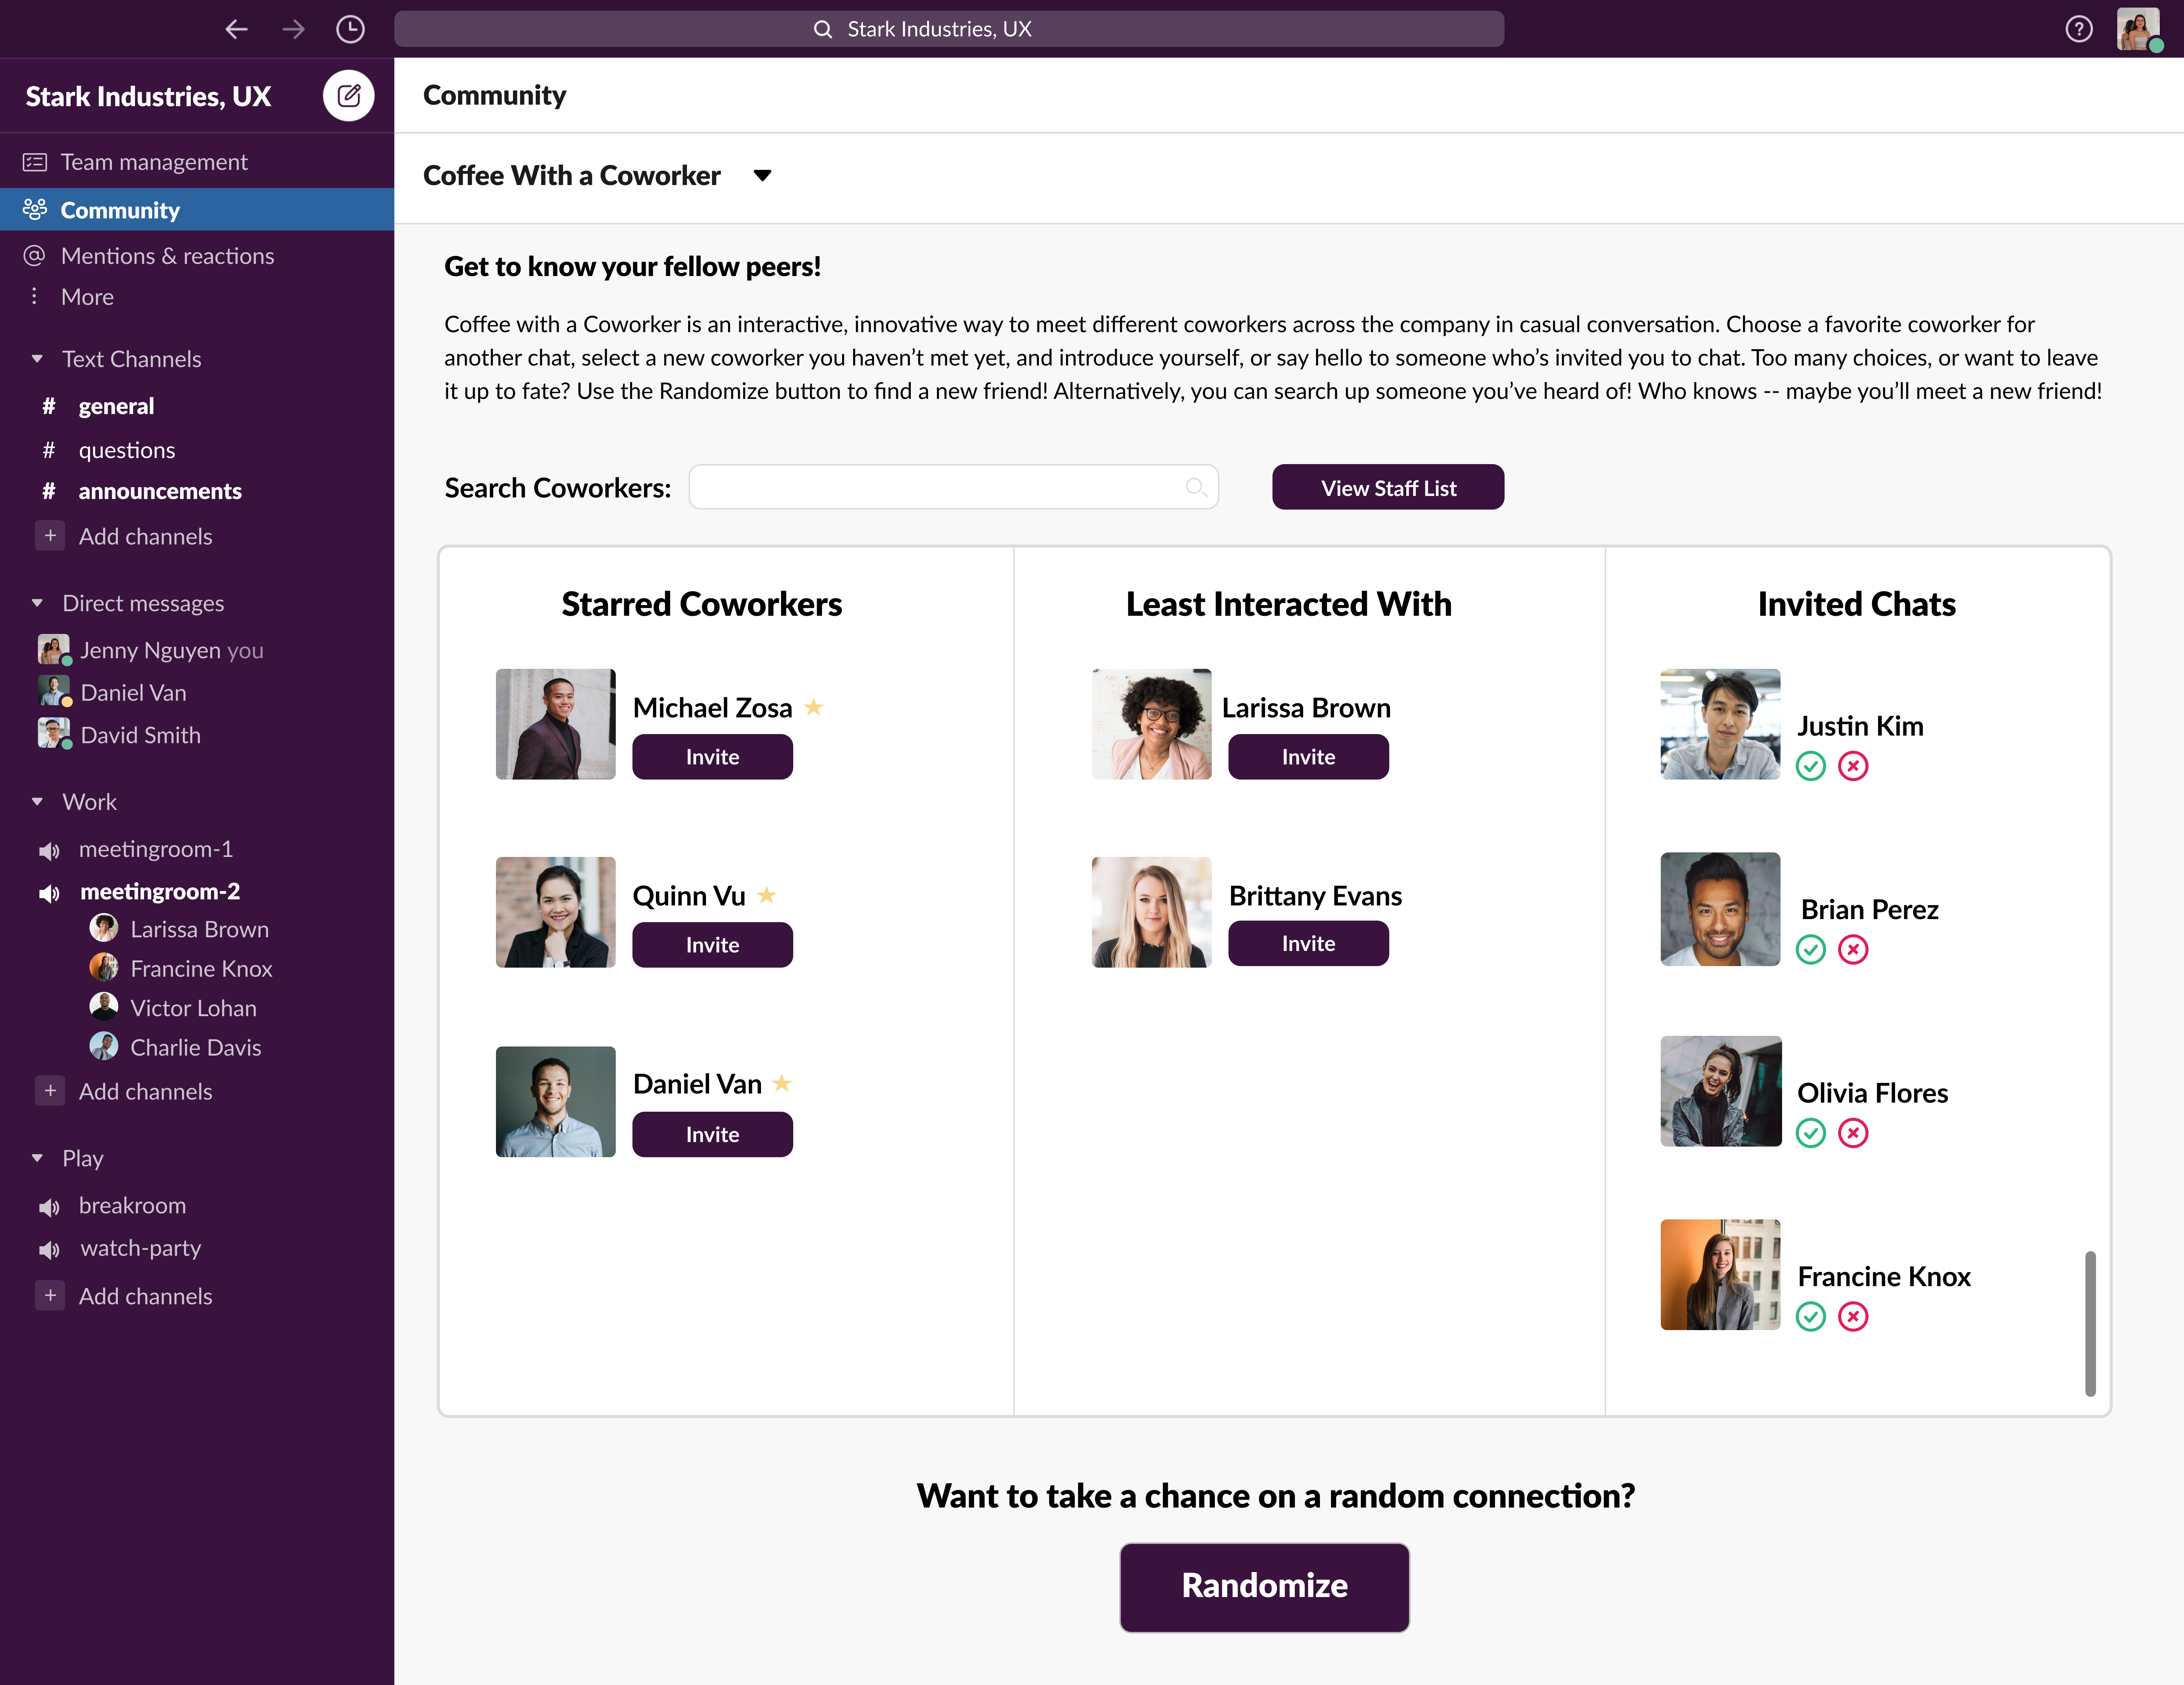 Stark Industries, UX
Stark Industries, UX
Team management
Community
Mentions & reactions
More
Text Channels
# general
# questions
# announcements
+ Add channels
Direct messages
Jenny Nguyen you
Daniel Van
David Smith
Work
meetingroom-1
meetingroom-2
Larissa Brown
Francine Knox
Victor Lohan
Charlie Davis
+ Add channels
Play
breakroom
watch-party
+ Add channels
Community
Coffee With a Coworker
Get to know your fellow peers!
Coffee with a Coworker is an interactive, innovative way to meet different coworkers across the company in casual conversation. Choose a favorite coworker for
another chat, select a new coworker you haven’t met yet, and introduce yourself, or say hello to someone who’s invited you to chat. Too many choices, or want to leave
it up to fate? Use the Randomize button to find a new friend! Alternatively, you can search up someone you’ve heard of! Who knows -- maybe you’ll meet a new friend!
Search Coworkers:
View Staff List
Starred Coworkers
Michael Zosa
Invite
Quinn Vu
Invite
Daniel Van
Invite
Least Interacted With
Larissa Brown
Invite
Brittany Evans
Invite
Invited Chats
Justin Kim
Brian Perez
Olivia Flores
Francine Knox
Want to take a chance on a random connection?
Randomize